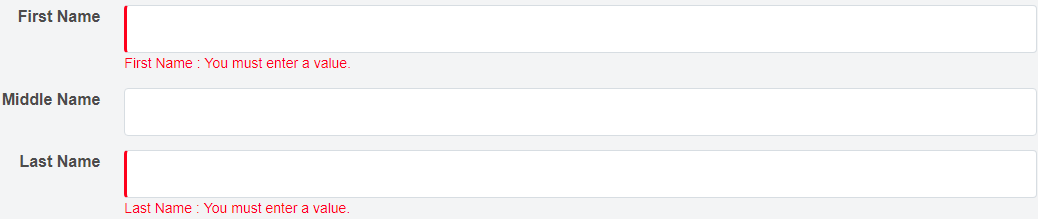 First Name
First Name : You must enter a value.
Middle Name
Last Name
Last Name : You must enter a value.